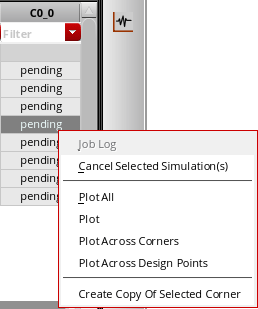 C0_0
Filter
pending
pending
pending
pending
pending
pending
pending
pending
Job Log
Cancel Selected Simulation(s)
Plot All
Plot
Plot Across Corners
Plot Across Design Points
Create Copy Of Selected Corner